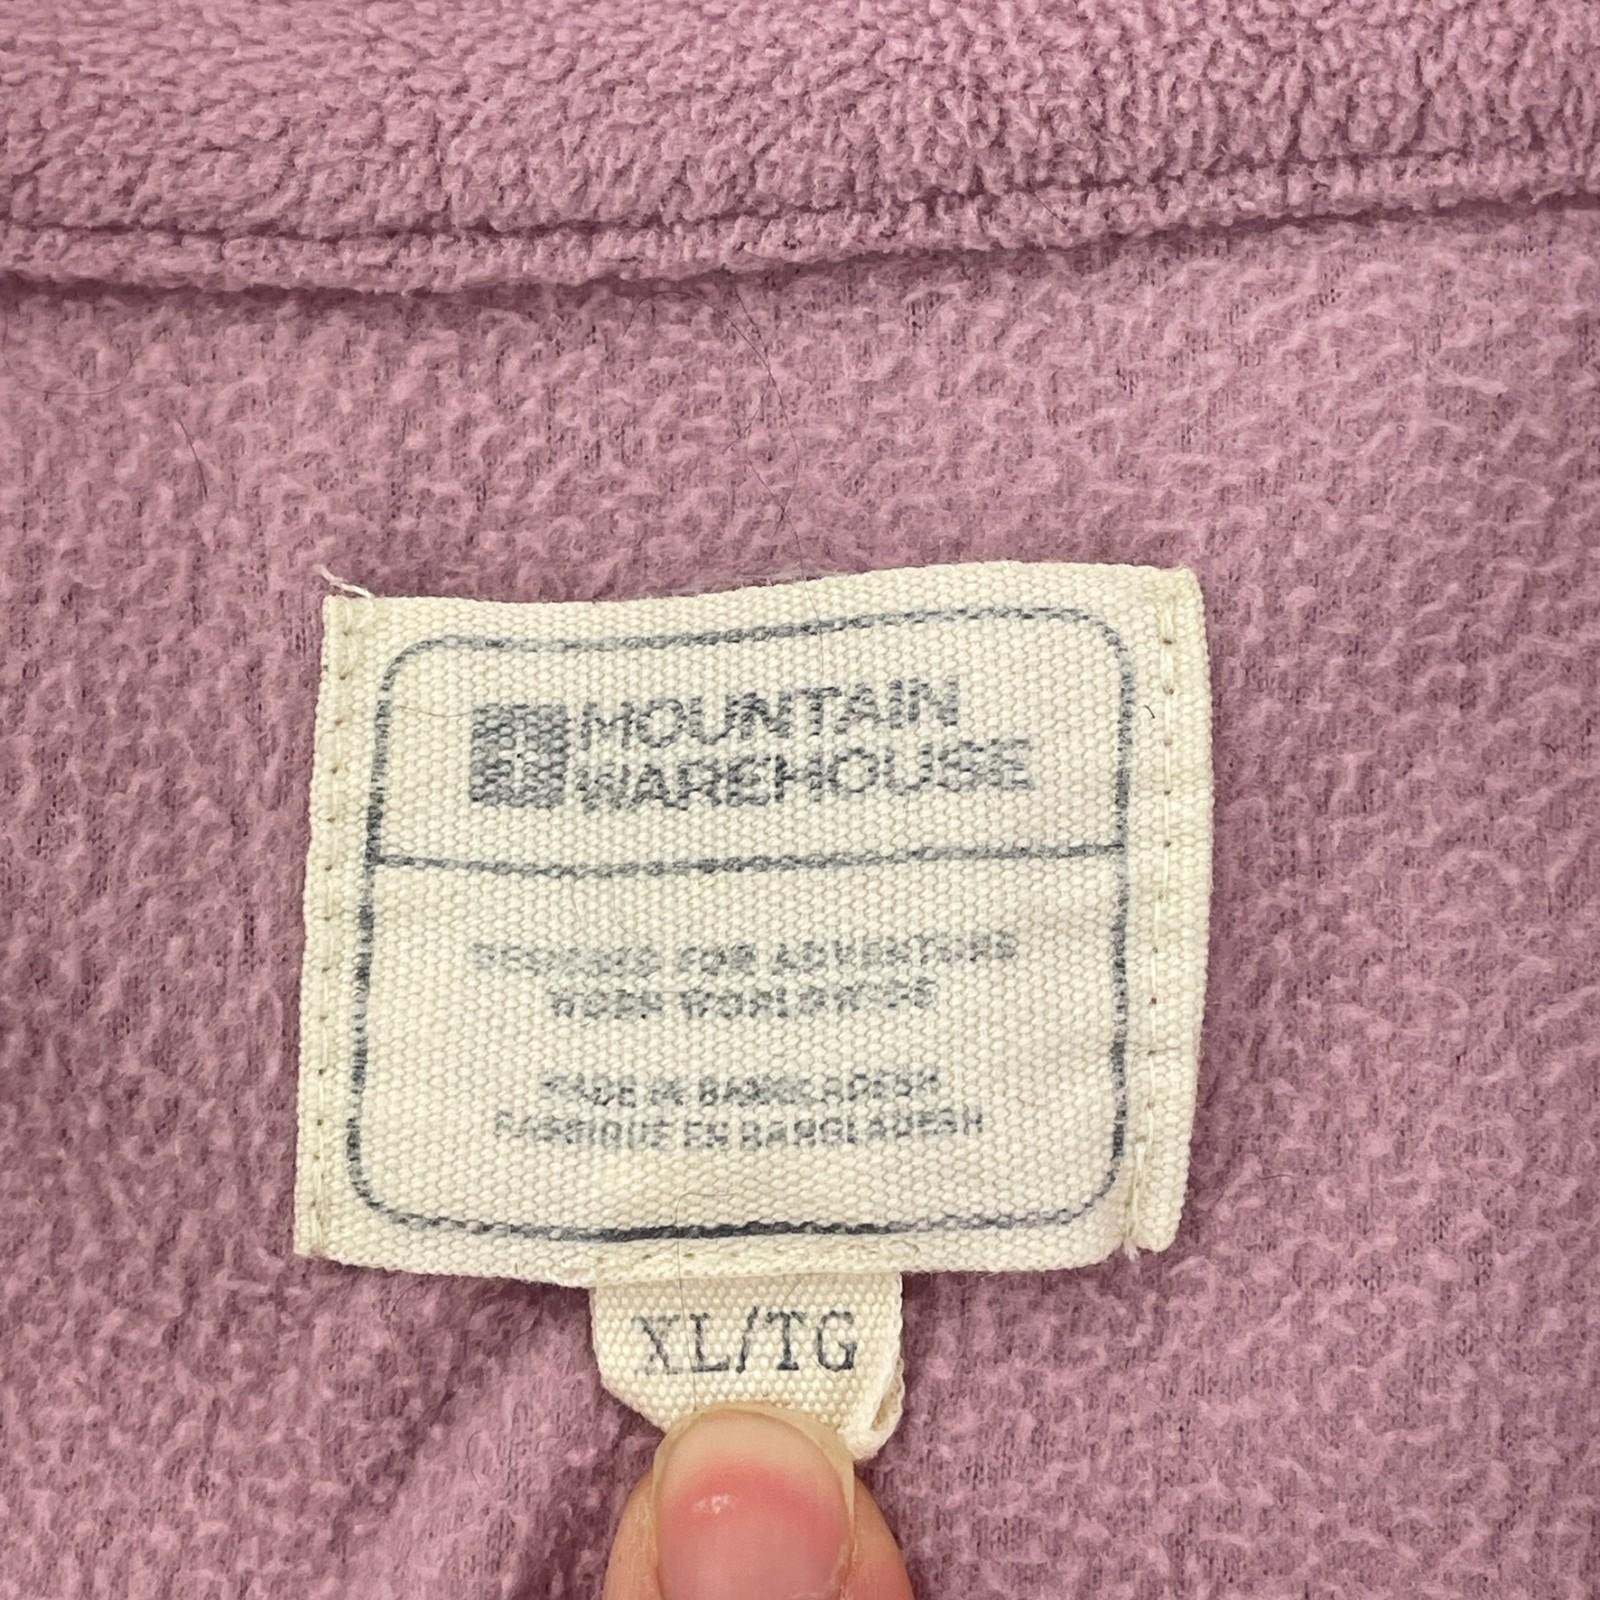 MOUNTAIN
WAREHOUSE
DESIGNED FOR ADVENTURE
WORN WORLDWIDE
MADE IN BANGLADESH
FABRIQUE EN BANGLADESH
XL/TG